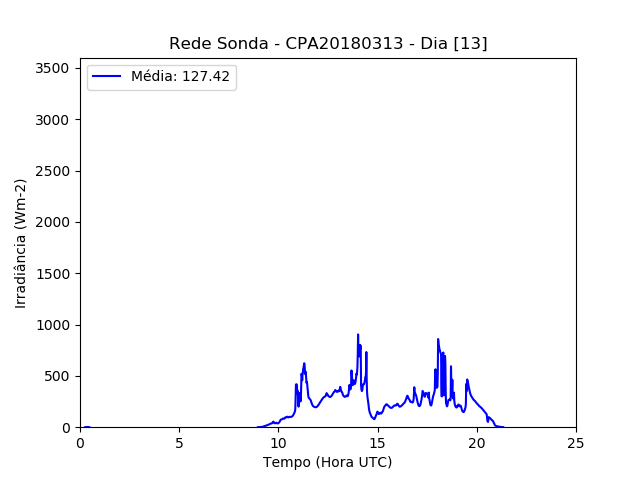 Rede Sonda - CPA20180313 - Dia [13]
Média: 127.42
3500
3000
2500
2000
1500
1000
500
0
Irradiância (Wm-2)
0 5 10 15 20 25
Tempo (Hora UTC)